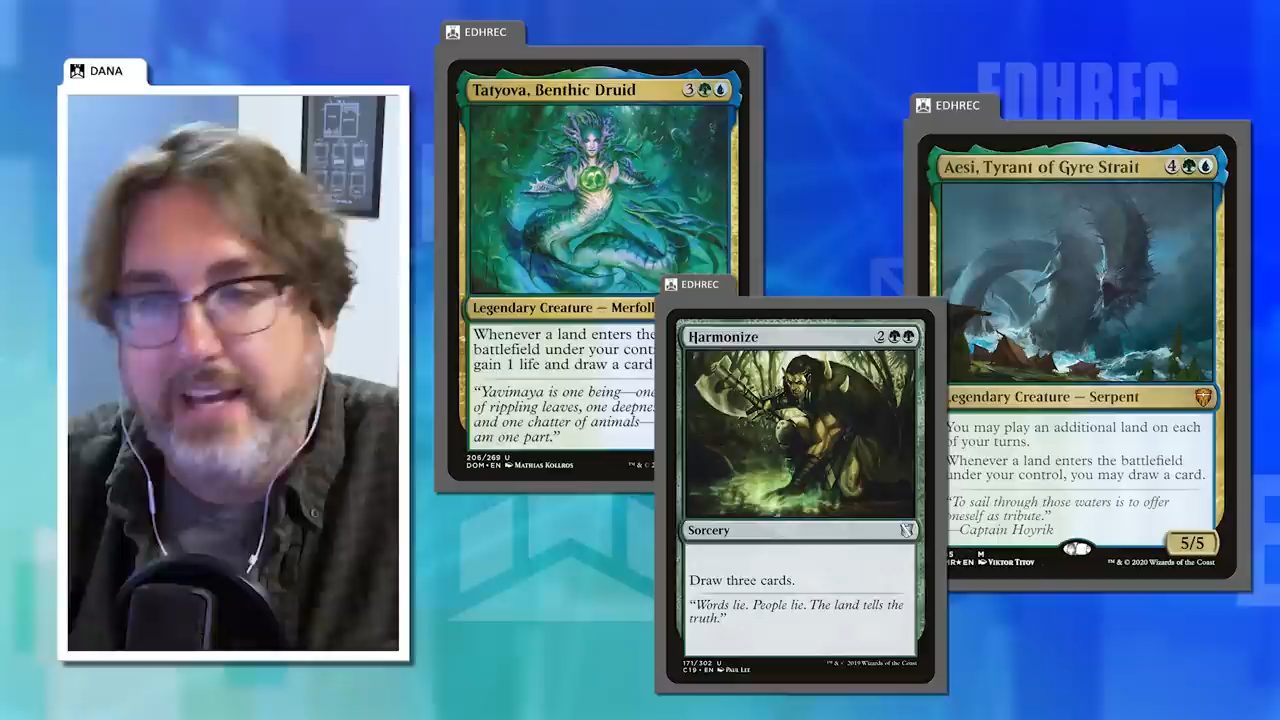 DANA
EDHREC
Tatyova, Benthic Druid 3
Legendary Creature — Merfoll
Whenever a land enters the
battlefield under your cont
gain 1 life and draw a card
“Yavimaya is one being—one
of rippling leaves, one deepne
and one chatter of animals—
am one part.”
206/269 U
DOM • EN MATHIAS KOLLROS
™ & © 2
EDHREC
Harmonize 2
Sorcery
Draw three cards.
“Words lie. People lie. The land tells the
truth.”
171/302 U
C19 • EN PAUL LEE
™ & © 2019 Wizards of the Coast
EDHREC
EDHREC
Aesi, Tyrant of Gyre Strait 4
Legendary Creature — Serpent
You may play an additional land on each
of your turns.
Whenever a land enters the battlefield
under your control, you may draw a card.
“To sail through those waters is to offer
oneself as tribute.”
—Captain Hoyrik
5/5
M
EN VIKTOR TITOV
™ & © 2020 Wizards of the Coast